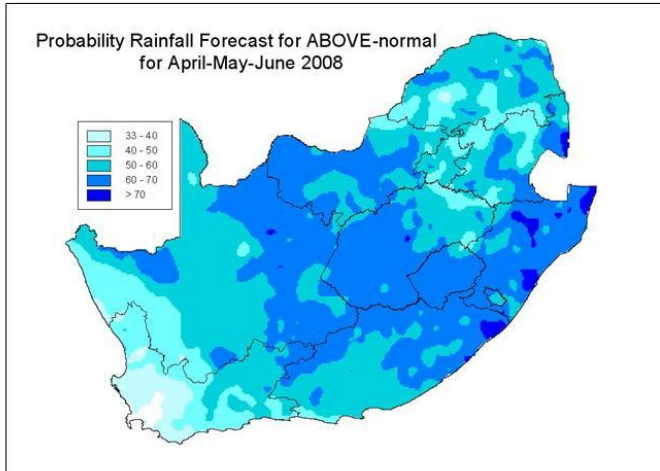 Probability Rainfall Forecast for ABOVE-normal
for April-May-June 2008
33 - 40
40 - 50
50 - 60
60 - 70
> 70